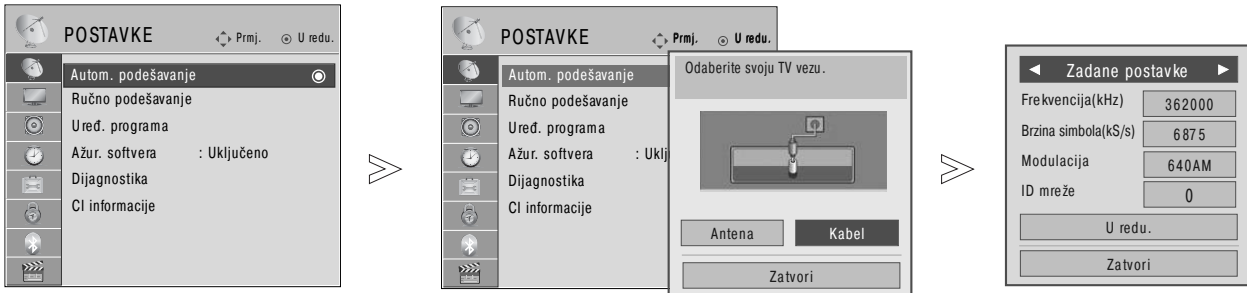 POSTAVKE
Prmj.
U redu.
Autom. podešavanje
Ručno podešavanje
Uređ. programa
Ažur. softvera : Uključeno
Dijagnostika
CI informacije
POSTAVKE
Prmj.
U redu.
Autom. podešavanje
Ručno podešavanje
Uređ. programa
Ažur. softvera : Uklj
Dijagnostika
CI informacije
Odaberite svoju TV vezu.
Antena
Kabel
Zatvori
Zadane postavke
Frekvencija(kHz) 362000
Brzina simbola(kS/s) 6875
Modulacija 640AM
ID mreže 0
U redu.
Zatvori